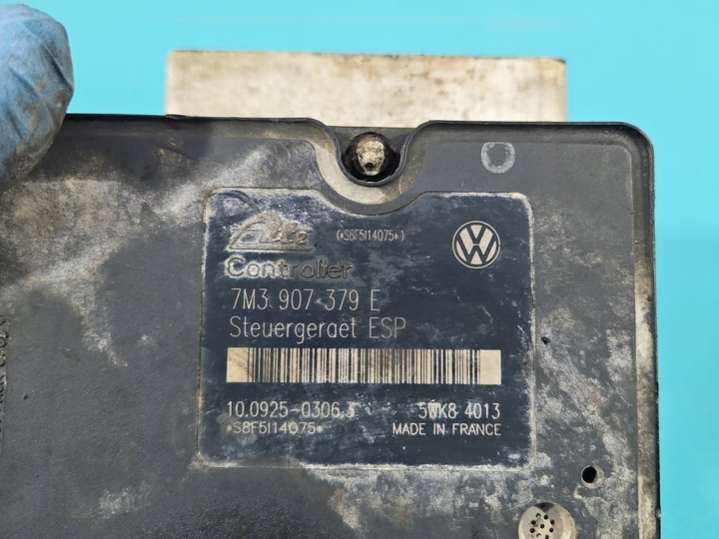 Ate (*S8F5I14075*)
Controller
7M3 907 379 E
Steuergeraet ESP
10.0925-0306.3 5WK8 4013
*S8F5I14075* MADE IN FRANCE